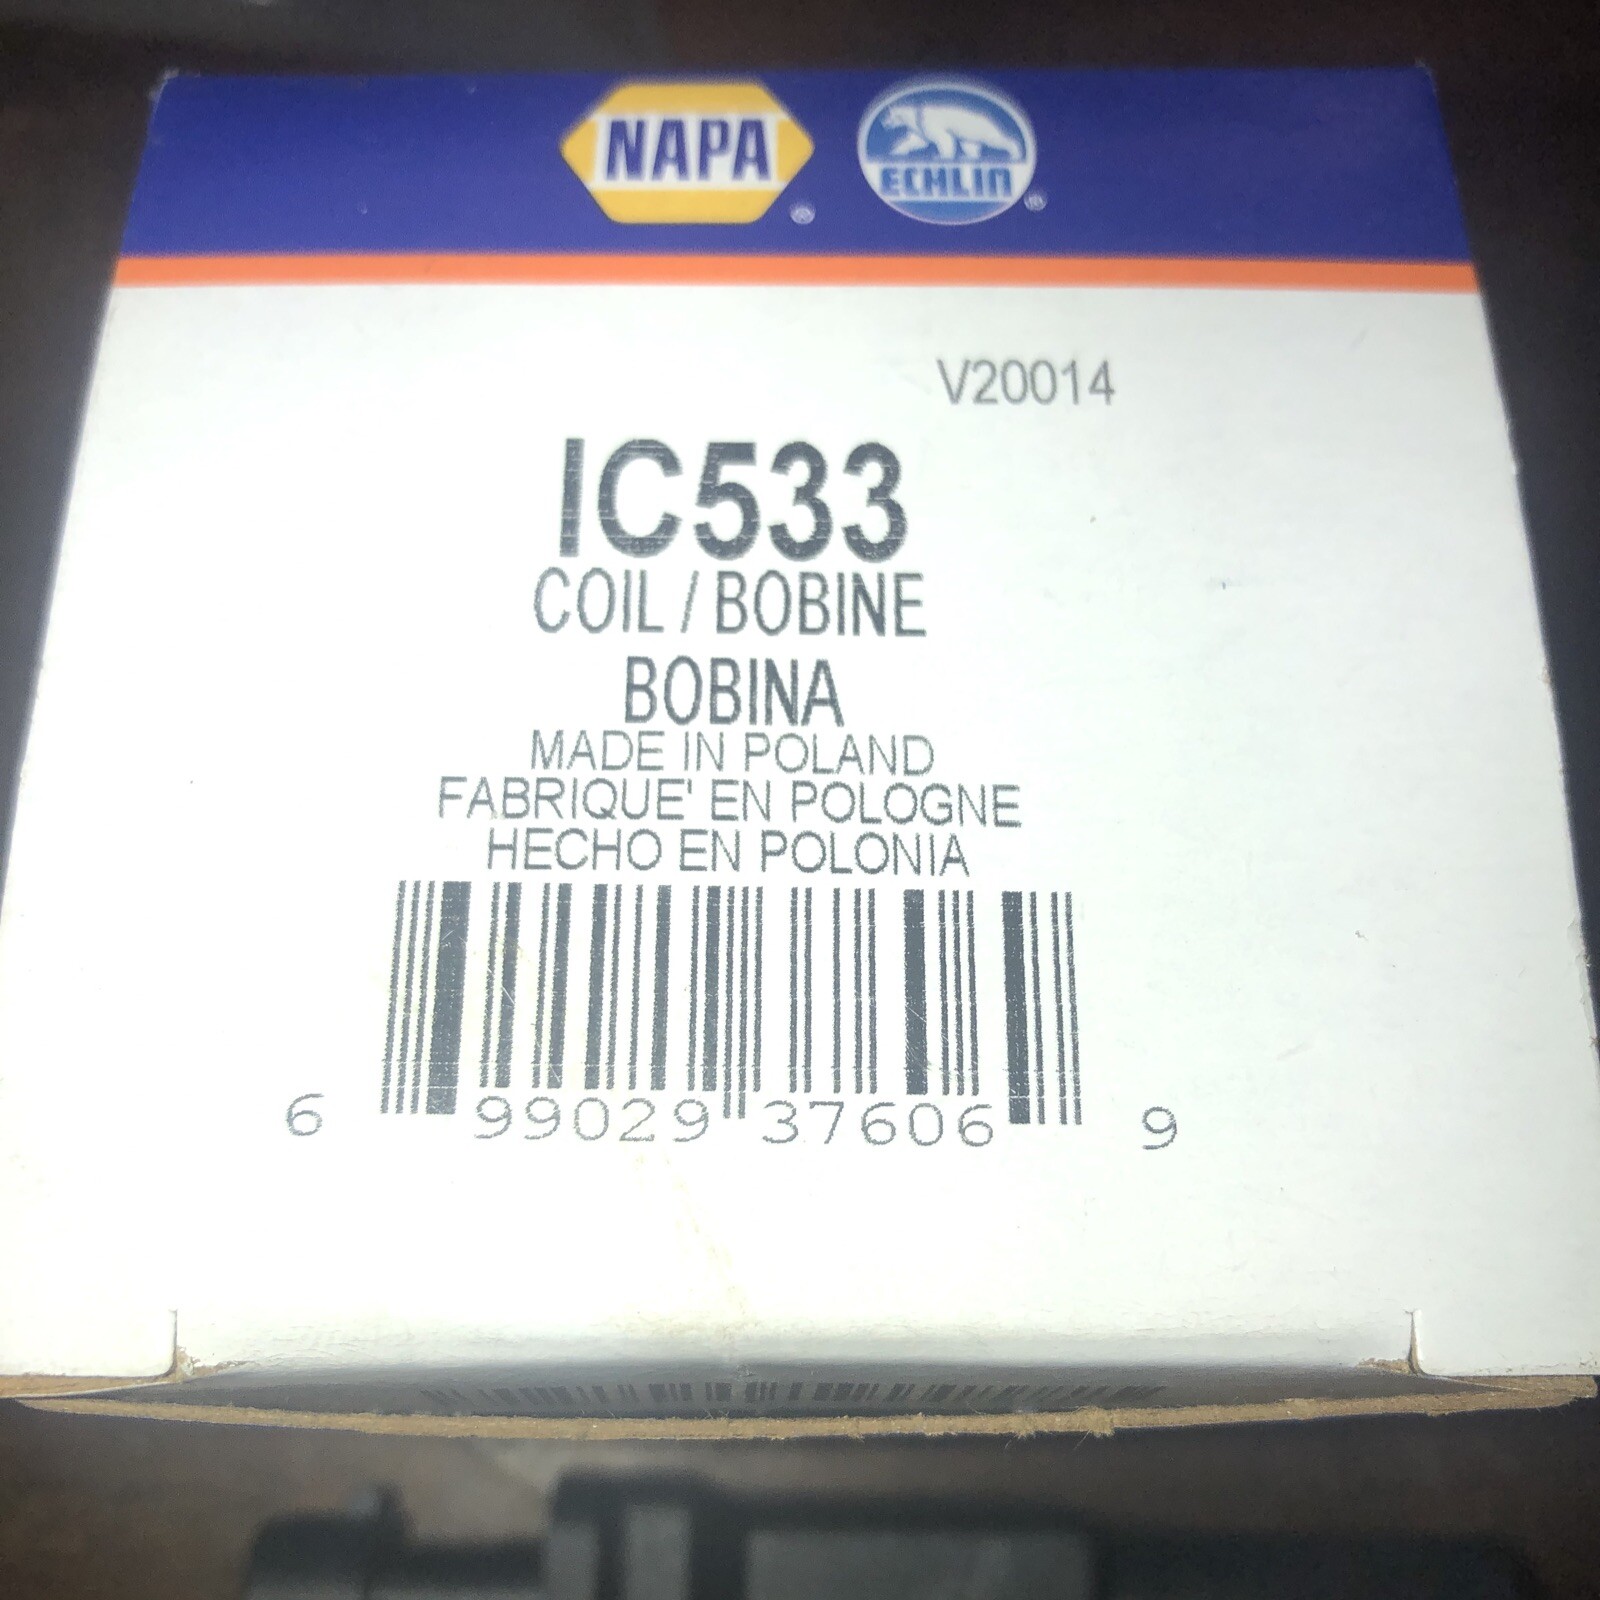 NAPA ®
ECHLIN ®
V20014
IC533
COIL / BOBINE
BOBINA
MADE IN POLAND
FABRIQUE' EN POLOGNE
HECHO EN POLONIA
6 99029 37606 9